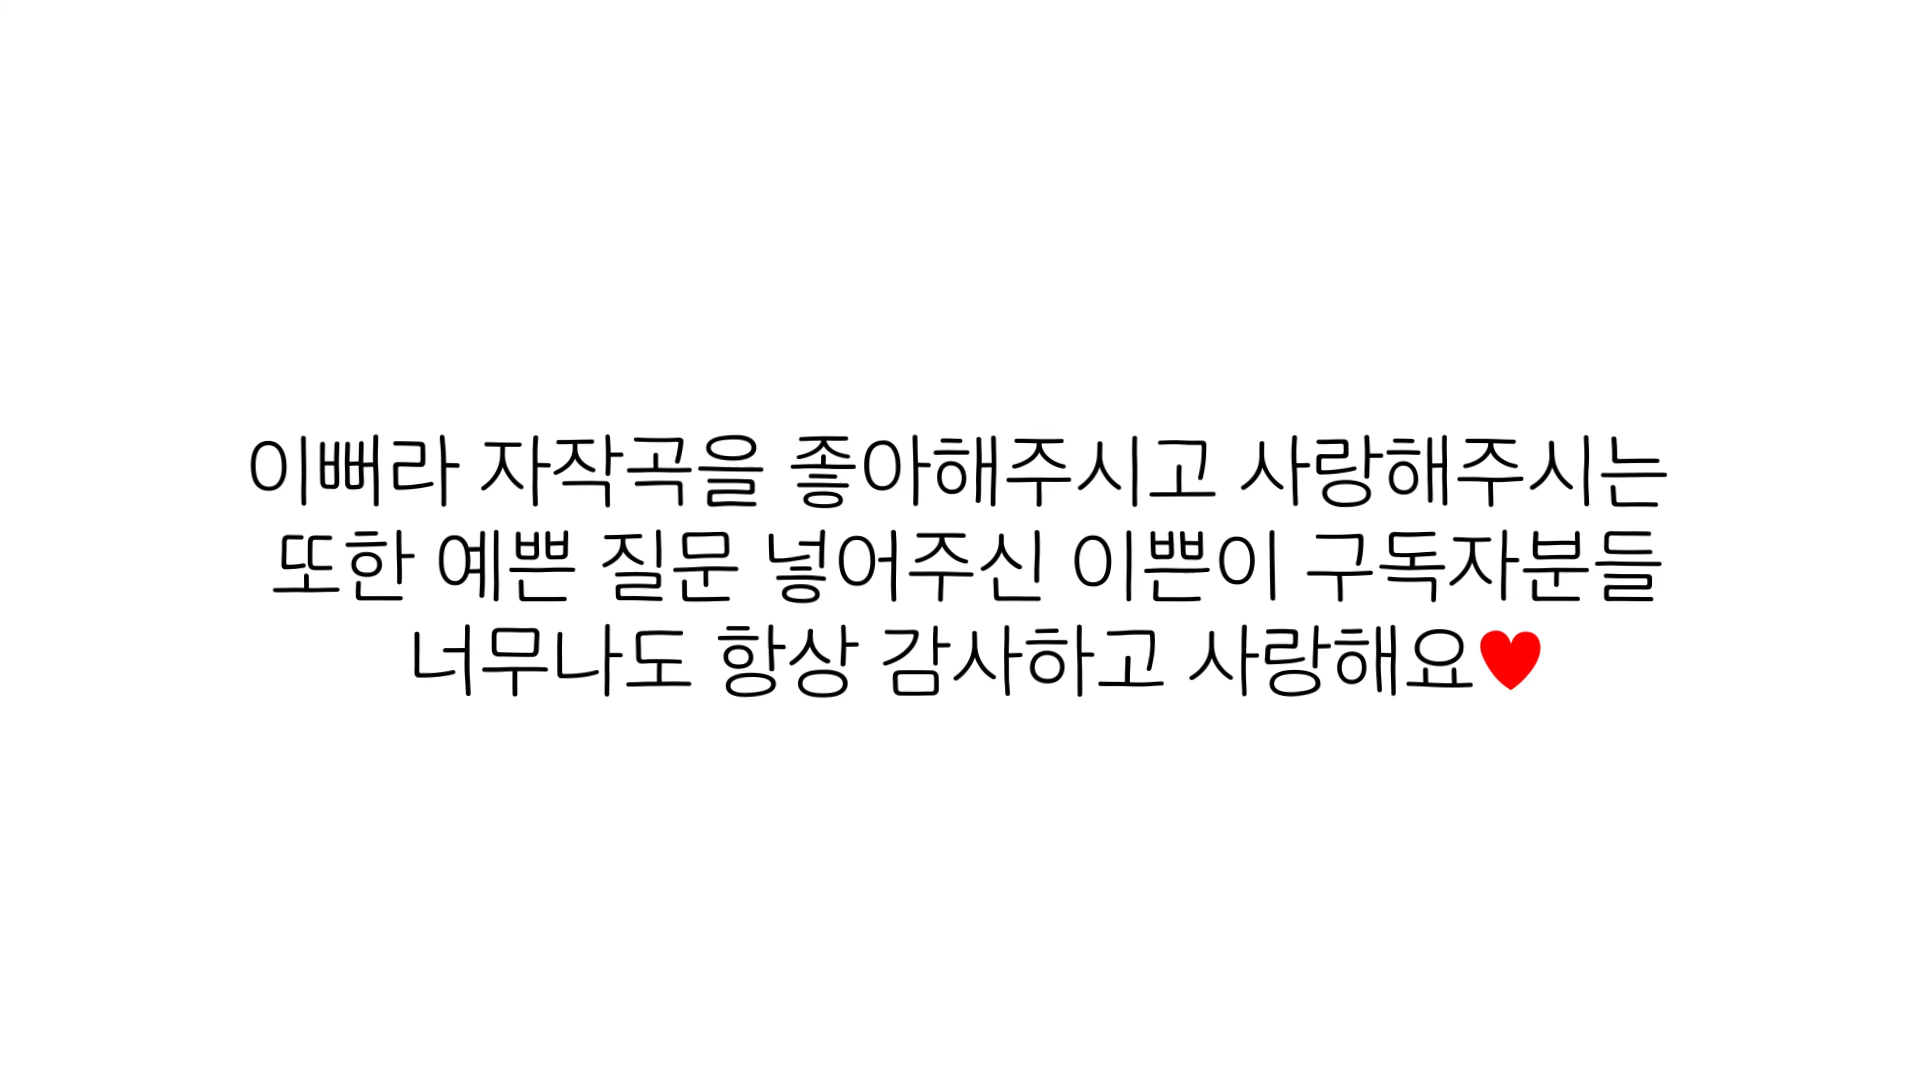 이뻐라 자작곡을 좋아해주시고 사랑해주시는
또한 예쁜 질문 넣어주신 이쁜이 구독자분들
너무나도 항상 감사하고 사랑해요♥